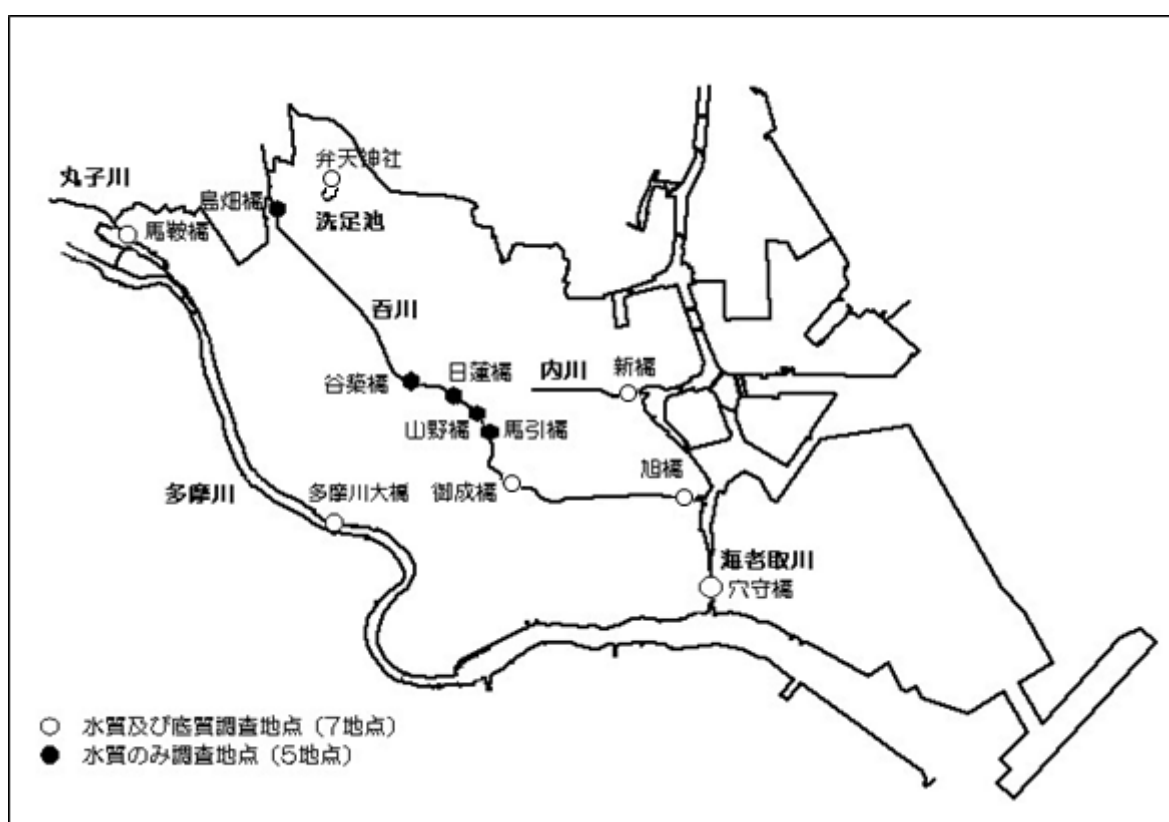 弁天神社
丸子川
島畑橋
洗足池
馬鞍橋
呑川
内川
新橋
日蓮橋
谷築橋
山野橋
馬引橋
旭橋
多摩川
多摩川大橋
御成橋
海老取川
穴守橋
○ 水質及び底質調査地点（7地点）
● 水質のみ調査地点（5地点）